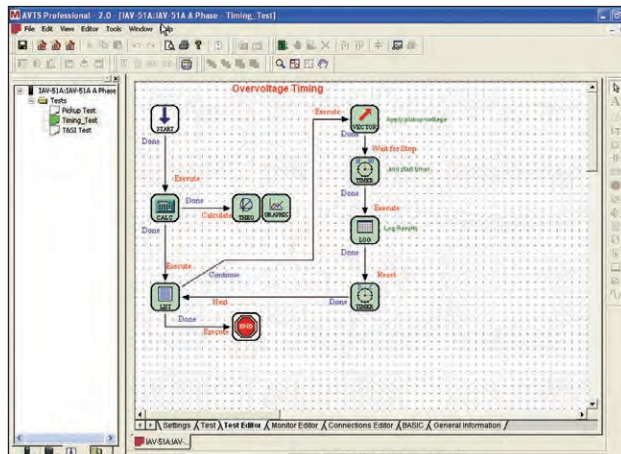 AVTS Professional - 2.0 - [IAV-51A:IAV 51A A Phase - Timing_Test]
File Edit View Editor Tools Window Help
IAV-51A:IAV-51A A Phase
Tests
Pickup Test
Timing_Test
T&SI Test
Overvoltage Timing
START
Done
Execute
CALC
Done
Calculate
THEO
GRAPHIC
Done
Execute
LIST
Continue
Next
Done
Execute
END
Execute
VECTOR
Apply pickup voltage
Done
Wait for Stop
TIMER
and start timer
Done
Execute
LOG
Log Results
Done
Reset
TIMER
Done
Settings Test Test Editor Monitor Editor Connections Editor BASIC General Information
IAV-51A:IAV-...